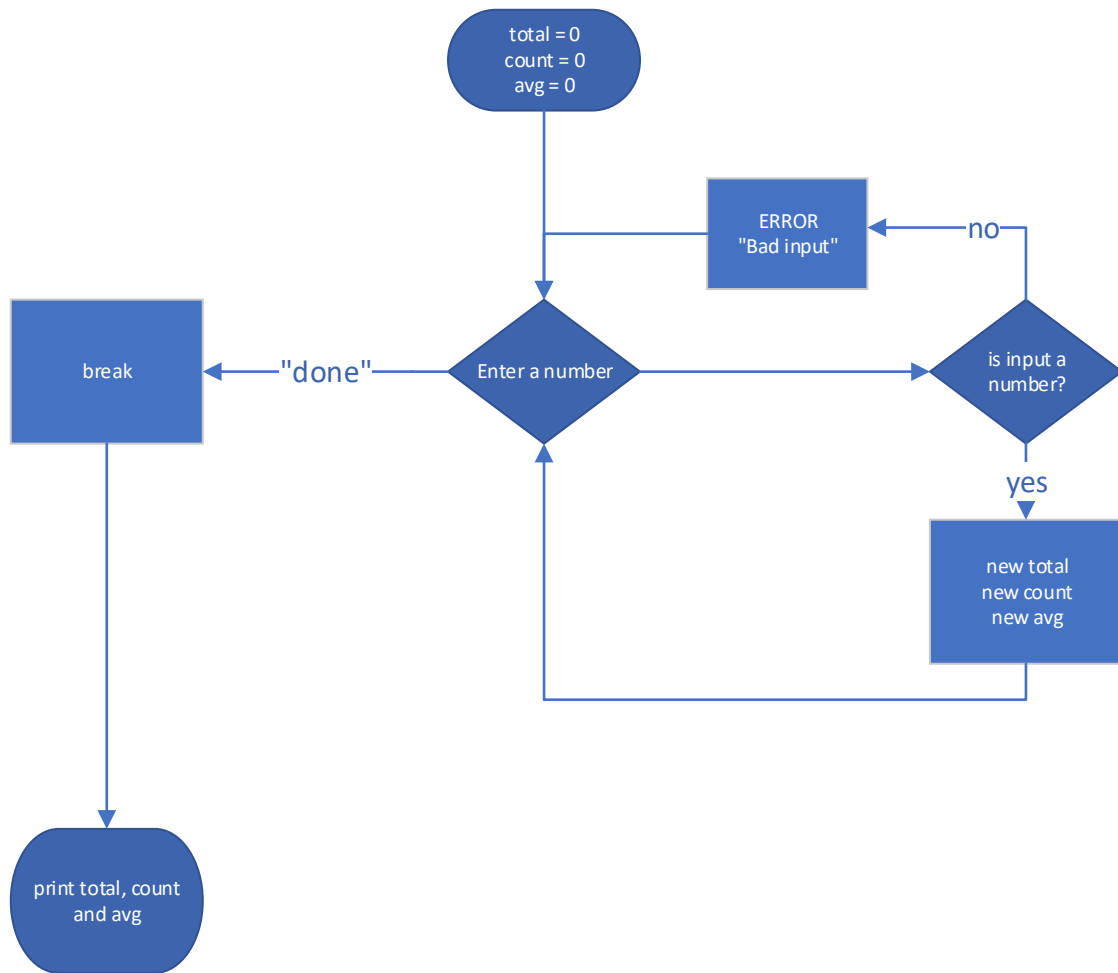 total = 0
count = 0
avg = 0
ERROR
"Bad input"
no
break
"done"
Enter a number
is input a
number?
yes
new total
new count
new avg
print total, count
and avg